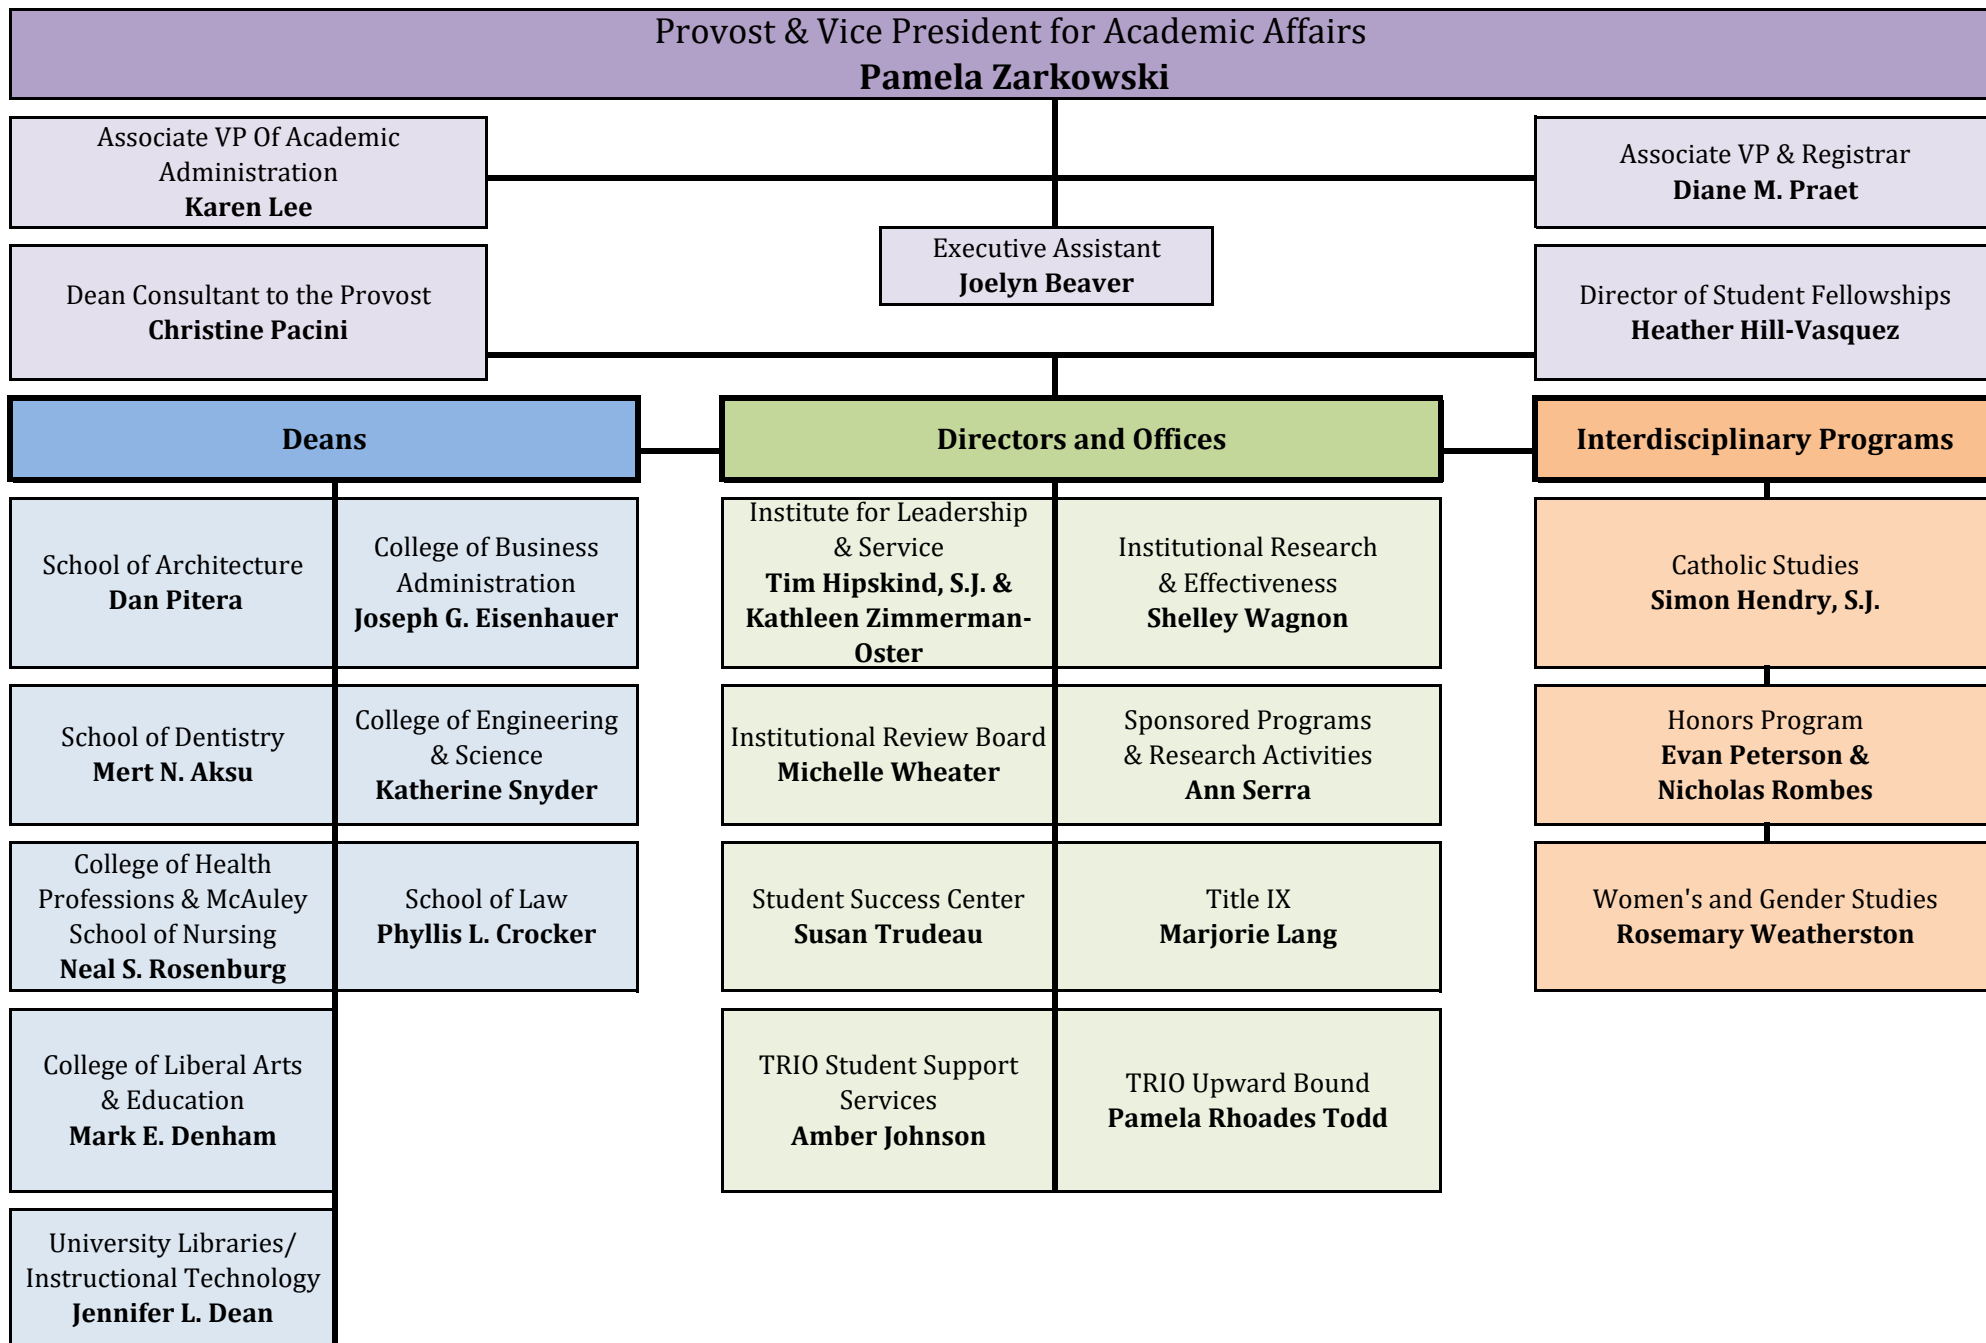 Provost & Vice President for Academic Affairs
Pamela Zarkowski
Associate VP Of Academic
Administration
Karen Lee
Associate VP & Registrar
Diane M. Praet
Executive Assistant
Joelyn Beaver
Dean Consultant to the Provost
Christine Pacini
Director of Student Fellowships
Heather Hill-Vasquez
Deans
Directors and Offices
Interdisciplinary Programs
School of Architecture
Dan Pitera
College of Business
Administration
Joseph G. Eisenhauer
Institute for Leadership
& Service
Tim Hipskind, S.J. &
Kathleen Zimmerman-
Oster
Institutional Research
& Effectiveness
Shelley Wagnon
Catholic Studies
Simon Hendry, S.J.
School of Dentistry
Mert N. Aksu
College of Engineering
& Science
Katherine Snyder
Institutional Review Board
Michelle Wheater
Sponsored Programs
& Research Activities
Ann Serra
Honors Program
Evan Peterson &
Nicholas Rombes
College of Health
Professions & McAuley
School of Nursing
Neal S. Rosenburg
School of Law
Phyllis L. Crocker
Student Success Center
Susan Trudeau
Title IX
Marjorie Lang
Women's and Gender Studies
Rosemary Weatherston
College of Liberal Arts
& Education
Mark E. Denham
TRIO Student Support
Services
Amber Johnson
TRIO Upward Bound
Pamela Rhoades Todd
University Libraries/
Instructional Technology
Jennifer L. Dean